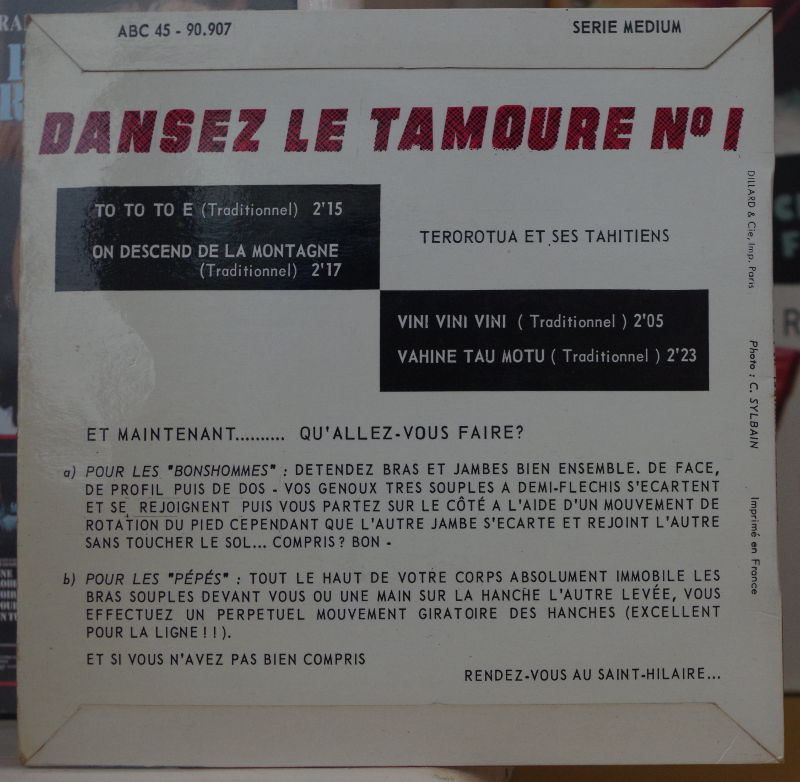 ABC 45 - 90.907
SERIE MEDIUM
DANSEZ LE TAMOURE Nº 1
TO TO TO E (Traditionnel) 2'15
ON DESCEND DE LA MONTAGNE
(Traditionnel) 2'17
TEROROTUA ET SES TAHITIENS
VINI VINI VINI ( Traditionnel ) 2'05
VAHINE TAU MOTU ( Traditionnel ) 2'23
ET MAINTENANT.......... QU'ALLEZ-VOUS FAIRE?
a) POUR LES "BONSHOMMES" : DETENDEZ BRAS ET JAMBES BIEN ENSEMBLE. DE FACE,
DE PROFIL PUIS DE DOS - VOS GENOUX TRES SOUPLES A DEMI-FLECHIS S'ECARTENT
ET SE REJOIGNENT PUIS VOUS PARTEZ SUR LE CÔTÉ A L'AIDE D'UN MOUVEMENT DE
ROTATION DU PIED CEPENDANT QUE L'AUTRE JAMBE S'ECARTE ET REJOINT L'AUTRE
SANS TOUCHER LE SOL... COMPRIS? BON -
b) POUR LES "PÉPÉS" : TOUT LE HAUT DE VOTRE CORPS ABSOLUMENT IMMOBILE LES
BRAS SOUPLES DEVANT VOUS OU UNE MAIN SUR LA HANCHE L'AUTRE LEVÉE, VOUS
EFFECTUEZ UN PERPETUEL MOUVEMENT GIRATOIRE DES HANCHES (EXCELLENT
POUR LA LIGNE ! ! ).
ET SI VOUS N'AVEZ PAS BIEN COMPRIS
RENDEZ-VOUS AU SAINT-HILAIRE...
DILLARD & Cie, Imp. Paris
Photo : C. SYLBAIN
Imprimé en France